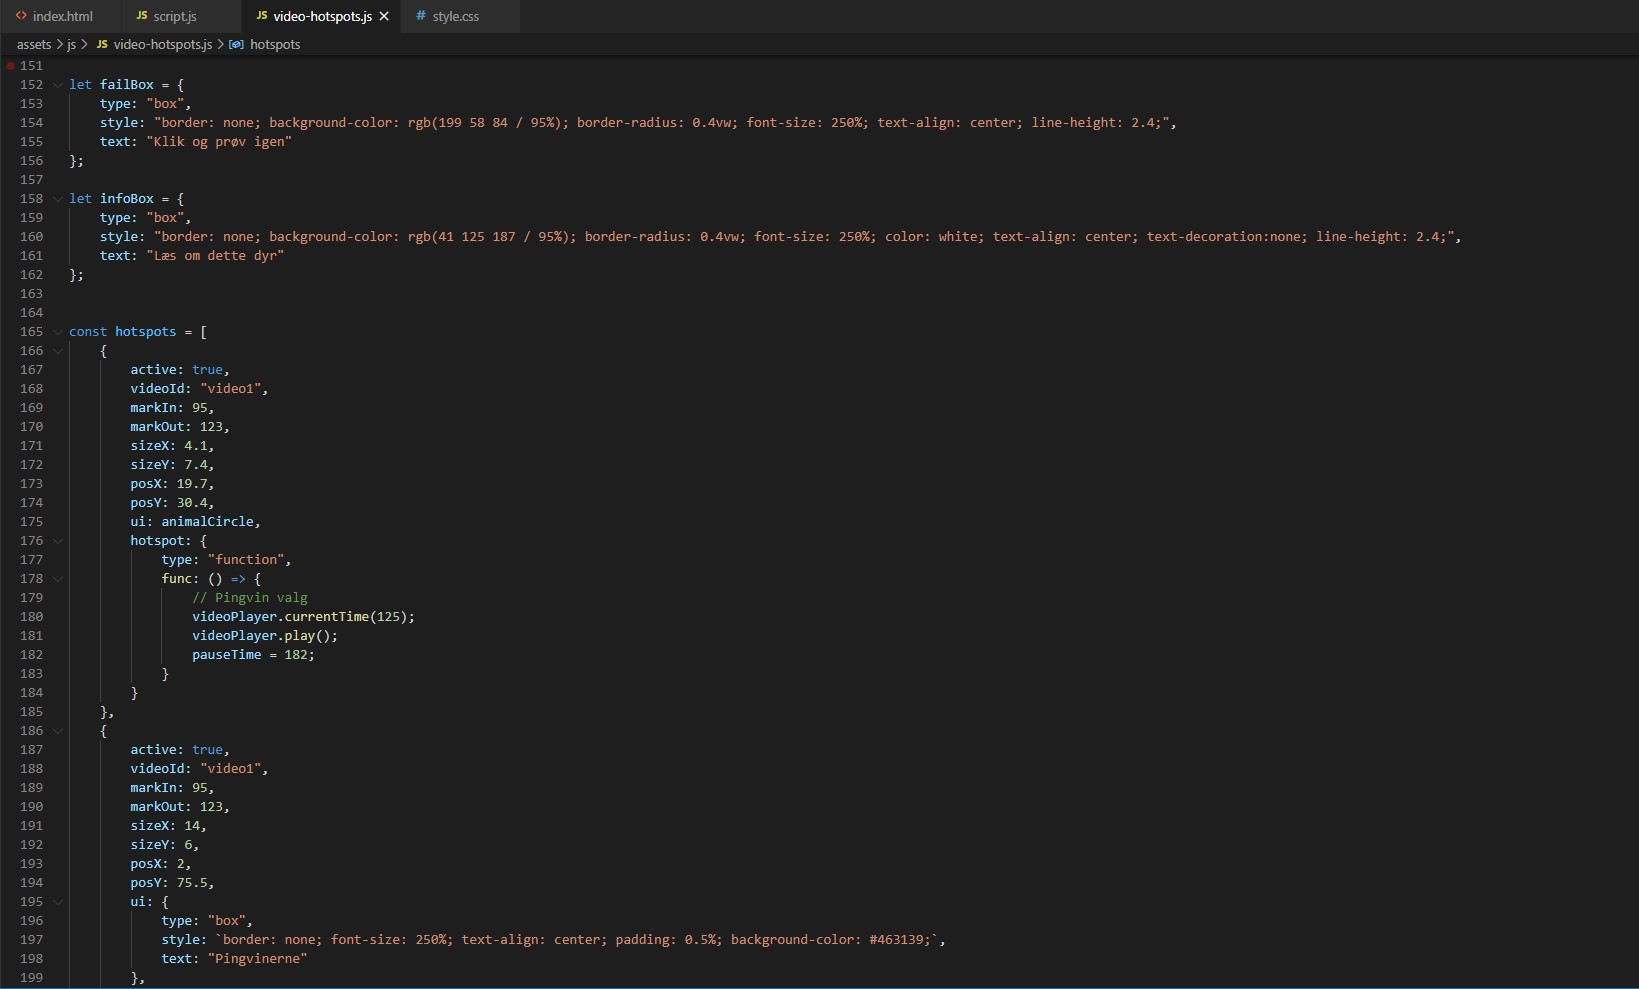 index.html JS script.js JS video-hotspots.js # style.css
assets > js > JS video-hotspots.js > hotspots
151
152 let failBox = {
153 type: "box",
154 style: "border: none; background-color: rgb(199 58 84 / 95%); border-radius: 0.4vw; font-size: 250%; text-align: center; line-height: 2.4;",
155 text: "Klik og prøv igen"
156 };
157
158 let infoBox = {
159 type: "box",
160 style: "border: none; background-color: rgb(41 125 187 / 95%); border-radius: 0.4vw; font-size: 250%; color: white; text-align: center; text-decoration:none; line-height: 2.4;",
161 text: "Læs om dette dyr"
162 };
163
164
165 const hotspots = [
166 {
167 active: true,
168 videoId: "video1",
169 markIn: 95,
170 markOut: 123,
171 sizeX: 4.1,
172 sizeY: 7.4,
173 posX: 19.7,
174 posY: 30.4,
175 ui: animalCircle,
176 hotspot: {
177 type: "function",
178 func: () => {
179 // Pingvin valg
180 videoPlayer.currentTime(125);
181 videoPlayer.play();
182 pauseTime = 182;
183 }
184 }
185 },
186 {
187 active: true,
188 videoId: "video1",
189 markIn: 95,
190 markOut: 123,
191 sizeX: 14,
192 sizeY: 6,
193 posX: 2,
194 posY: 75.5,
195 ui: {
196 type: "box",
197 style: `border: none; font-size: 250%; text-align: center; padding: 0.5%; background-color: #463139;`,
198 text: "Pingvinerne"
199 },